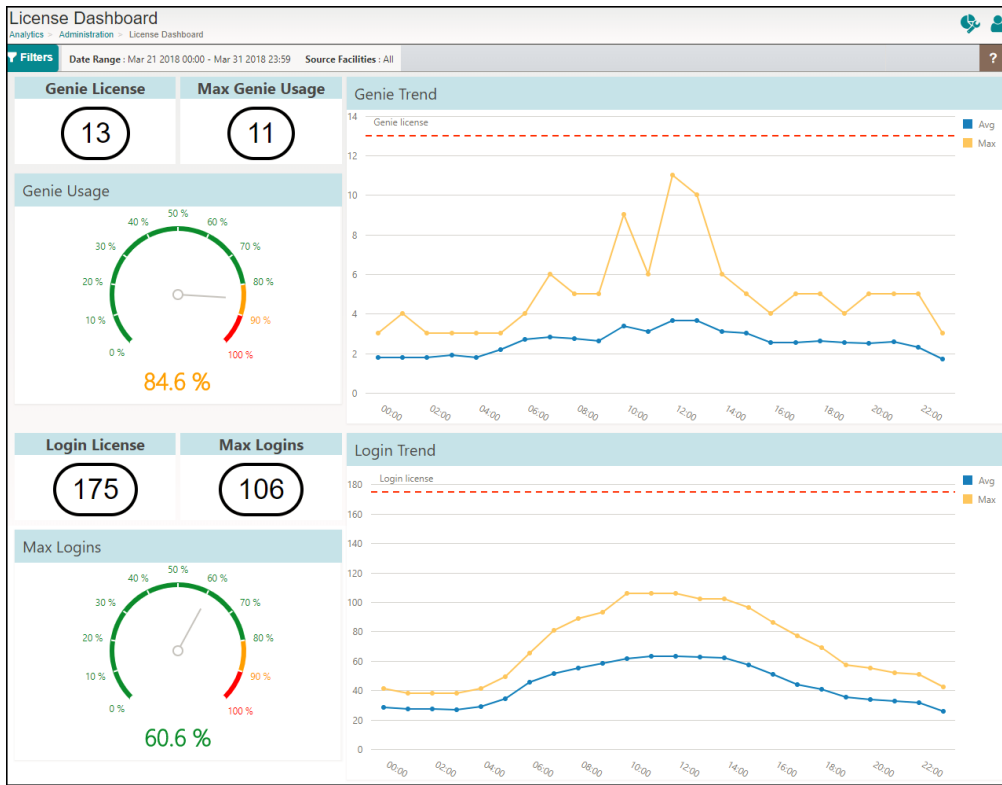 License Dashboard
Analytics > Administration > License Dashboard
Filters Date Range : Mar 21 2018 00:00 - Mar 31 2018 23:59 Source Facilities : All ?
Genie License Max Genie Usage
13 11
Genie Usage
0 %
10 %
20 %
30 %
40 %
50 %
60 %
70 %
80 %
90 %
100 %
84.6 %
Genie Trend
Genie license
Avg
Max
14
12
10
8
6
4
2
0
00:00 02:00 04:00 06:00 08:00 10:00 12:00 14:00 16:00 18:00 20:00 22:00
Login License Max Logins
175 106
Max Logins
0 %
10 %
20 %
30 %
40 %
50 %
60 %
70 %
80 %
90 %
100 %
60.6 %
Login Trend
Login license
Avg
Max
180
160
140
120
100
80
60
40
20
0
00:00 02:00 04:00 06:00 08:00 10:00 12:00 14:00 16:00 18:00 20:00 22:00